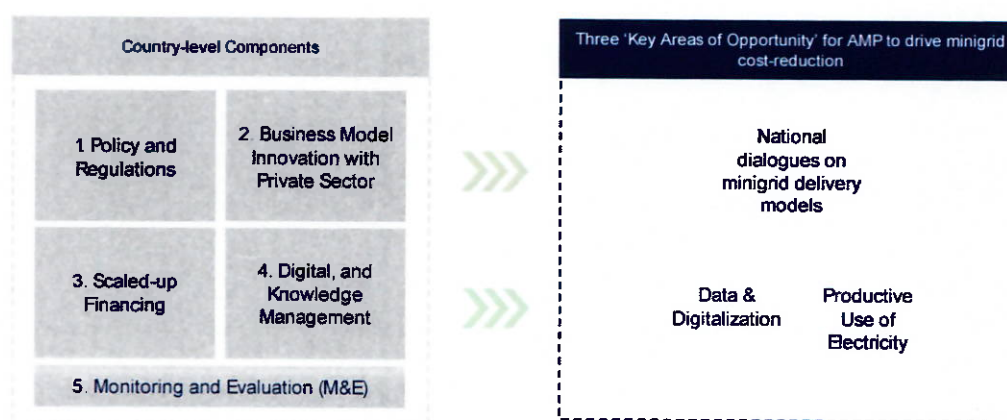 Country-level Components
1. Policy and
Regulations
2. Business Model
Innovation with
Private Sector
3. Scaled-up
Financing
4. Digital, and
Knowledge
Management
5. Monitoring and Evaluation (M&E)
Three ‘Key Areas of Opportunity’ for AMP to drive minigrid
cost-reduction
National
dialogues on
minigrid delivery
models
Data &
Digitalization
Productive
Use of
Electricity